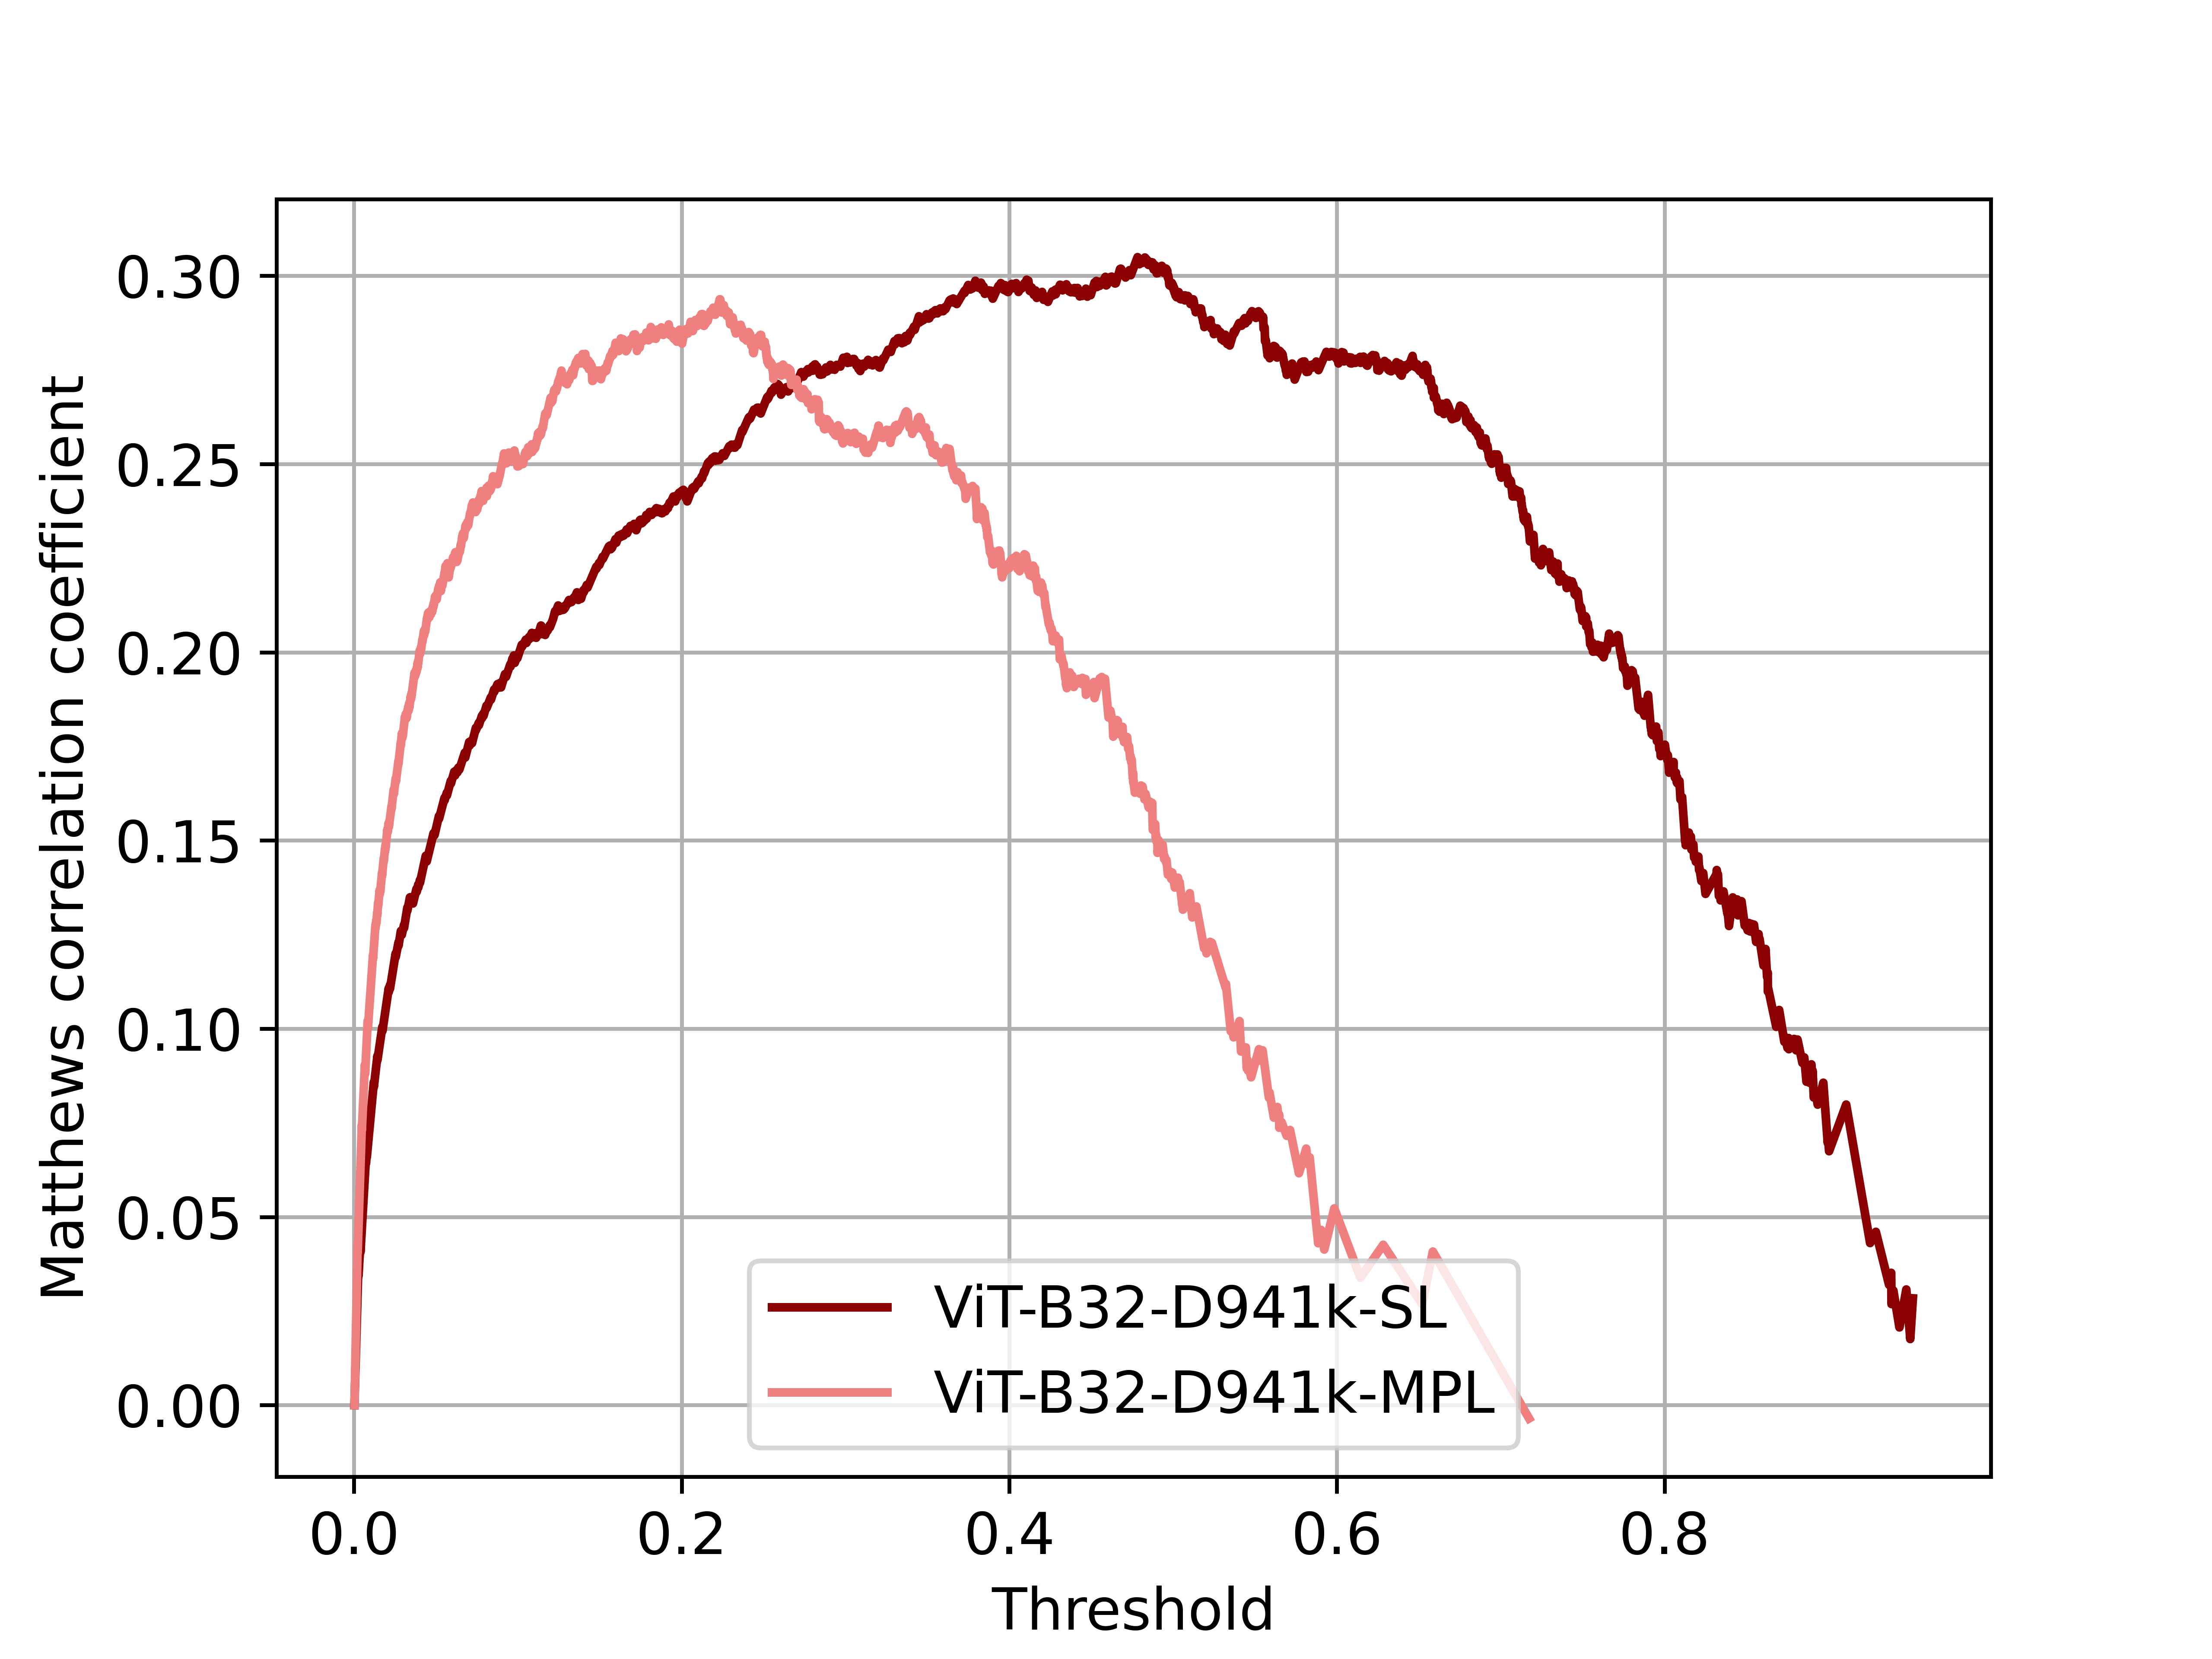 Matthews correlation coefficient
0.30
0.25
0.20
0.15
0.10
0.05
0.00
ViT-B32-D941k-SL
ViT-B32-D941k-MPL
0.0 0.2 0.4 0.6 0.8
Threshold